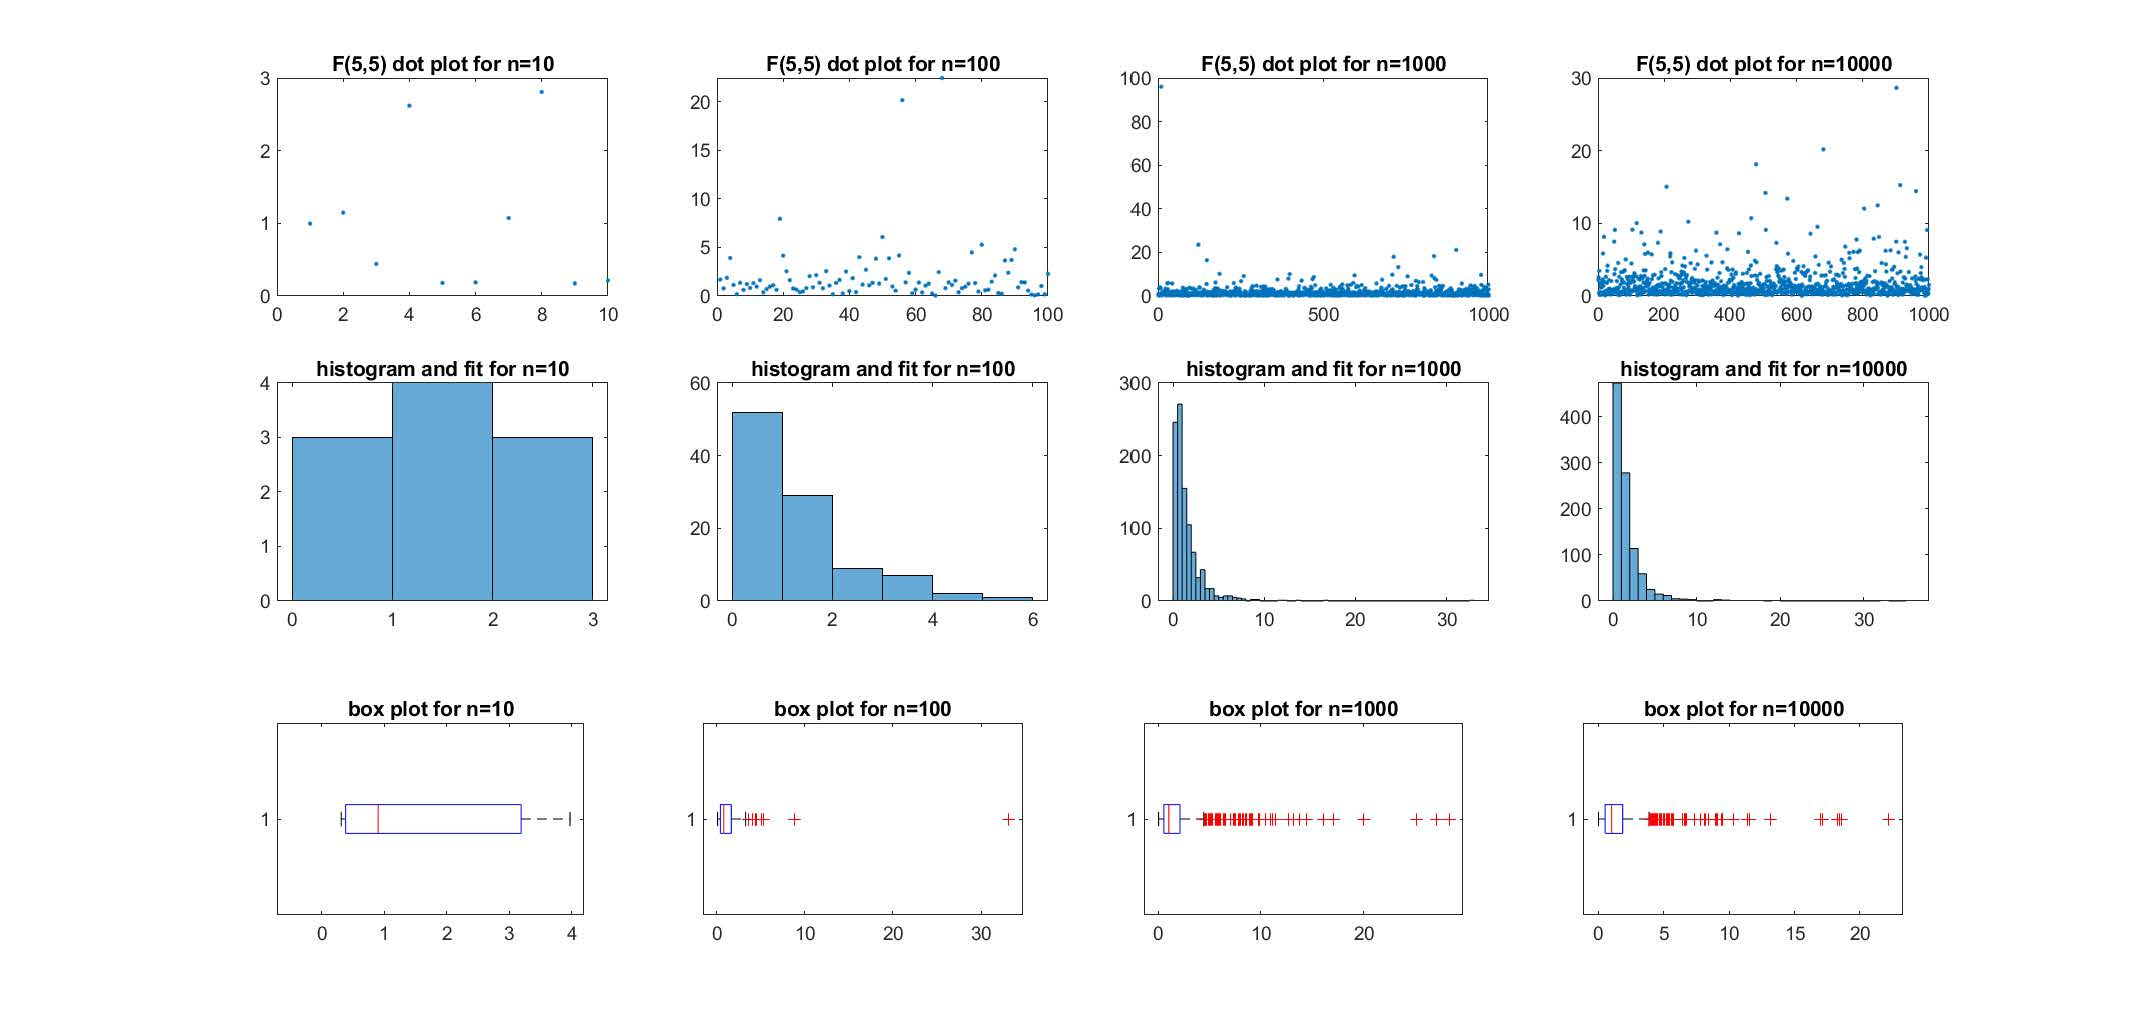 F(5,5) dot plot for n=10
F(5,5) dot plot for n=100
F(5,5) dot plot for n=1000
F(5,5) dot plot for n=10000
3
2
1
0
0 2 4 6 8 10
20
15
10
5
0
0 20 40 60 80 100
100
80
60
40
20
0
0 500 1000
30
20
10
0
0 200 400 600 800 1000
histogram and fit for n=10
histogram and fit for n=100
histogram and fit for n=1000
histogram and fit for n=10000
4
3
2
1
0
0 1 2 3
60
40
20
0
0 2 4 6
300
200
100
0
0 10 20 30
400
300
200
100
0
0 10 20 30
box plot for n=10
box plot for n=100
box plot for n=1000
box plot for n=10000
1
0 1 2 3 4
1
0 10 20 30
1
0 10 20
1
0 5 10 15 20